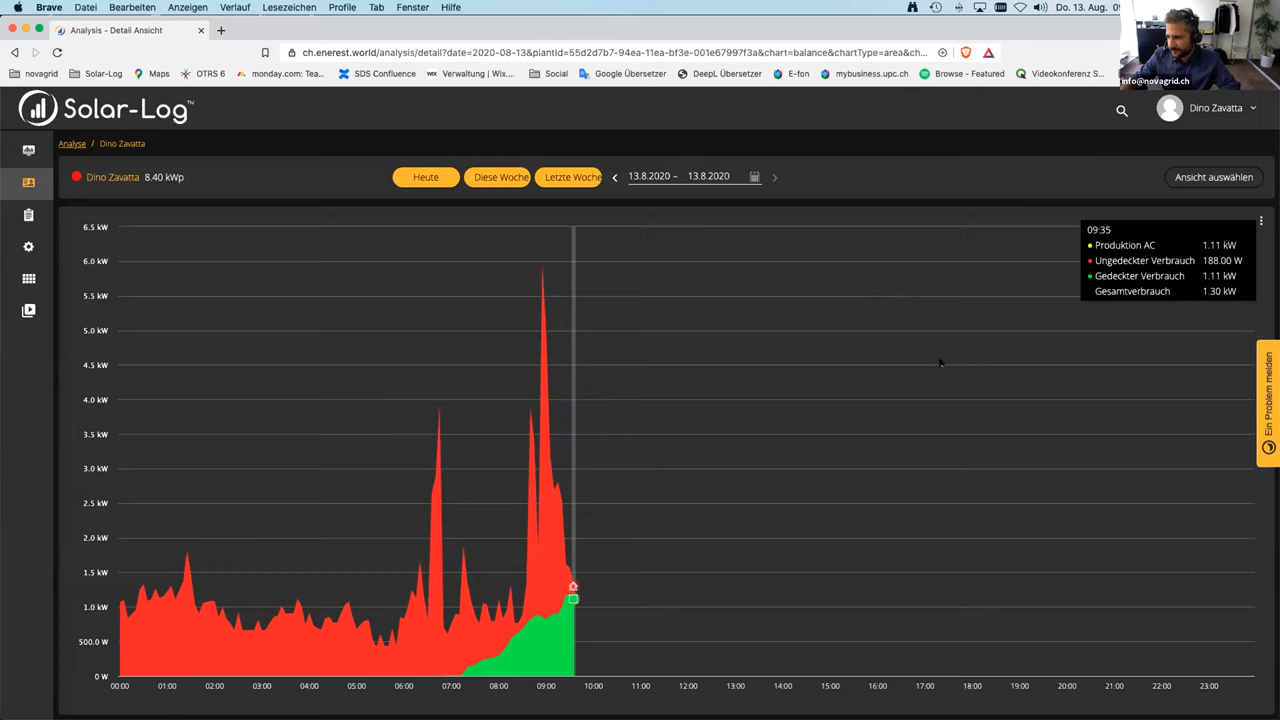 Brave Datei Bearbeiten Anzeigen Verlauf Lesezeichen Profile Tab Fenster Hilfe Do. 13. Aug.
Analysis - Detail Ansicht
ch.enerest.world/analysis/detail?date=2020-08-13&plantId=55d2d7b7-94ea-11ea-bf3e-001e67997f3a&chart=balance&chartType=area&ch...
novagrid Solar-Log Maps OTRS 6 monday.com: Tea... SDS Confluence Verwaltung | Wix.... Social Google Übersetzer DeepL Übersetzer E-fon mybusiness.upc.ch Browse - Featured Videokonferenz S...
info@novagrid.ch
Solar-Log™
Dino Zavatta
Analyse / Dino Zavatta
Dino Zavatta 8.40 kWp
Heute Diese Woche Letzte Woche 13.8.2020 – 13.8.2020
Ansicht auswählen
09:35
Produktion AC 1.11 kW
Ungedeckter Verbrauch 188.00 W
Gedeckter Verbrauch 1.11 kW
Gesamtverbrauch 1.30 kW
6.5 kW
6.0 kW
5.5 kW
5.0 kW
4.5 kW
4.0 kW
3.5 kW
3.0 kW
2.5 kW
2.0 kW
1.5 kW
1.0 kW
500.0 W
0 W
00:00 01:00 02:00 03:00 04:00 05:00 06:00 07:00 08:00 09:00 10:00 11:00 12:00 13:00 14:00 15:00 16:00 17:00 18:00 19:00 20:00 21:00 22:00 23:00
Ein Problem melden